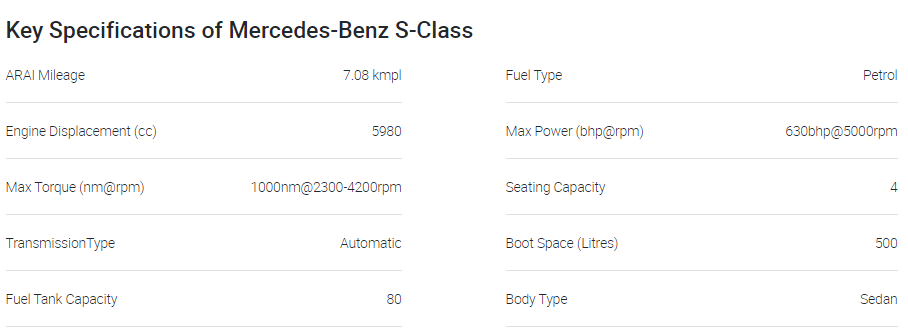 Key Specifications of Mercedes-Benz S-Class
ARAI Mileage 7.08 kmpl Fuel Type Petrol
Engine Displacement (cc) 5980 Max Power (bhp@rpm) 630bhp@5000rpm
Max Torque (nm@rpm) 1000nm@2300-4200rpm Seating Capacity 4
TransmissionType Automatic Boot Space (Litres) 500
Fuel Tank Capacity 80 Body Type Sedan